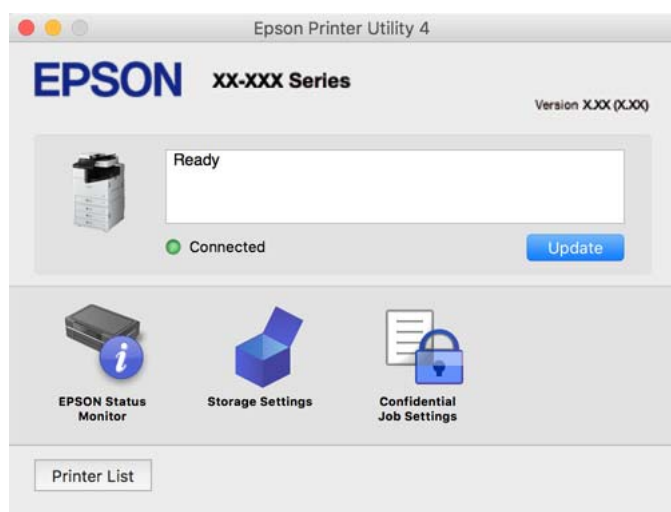 Epson Printer Utility 4
EPSON
XX-XXX Series
Version X.XX (X.XX)
Ready
Connected
Update
EPSON Status
Monitor
Storage Settings
Confidential
Job Settings
Printer List